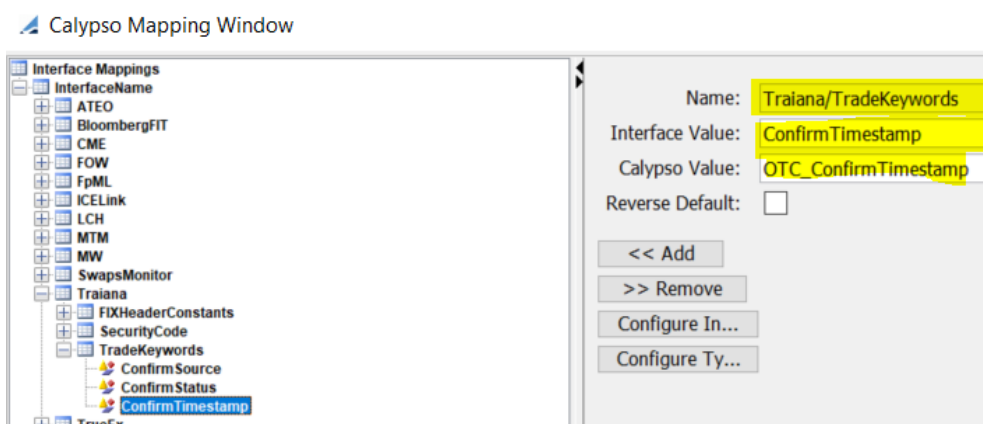 Calypso Mapping Window
Interface Mappings
InterfaceName
ATEO
BloombergFIT
CME
FOW
FpML
ICELink
LCH
MTM
MW
SwapsMonitor
Traiana
FIXHeaderConstants
SecurityCode
TradeKeywords
ConfirmSource
ConfirmStatus
ConfirmTimestamp
TrueEx
Name: Traiana/TradeKeywords
Interface Value: ConfirmTimestamp
Calypso Value: OTC_ConfirmTimestamp
Reverse Default:
<< Add
>> Remove
Configure In...
Configure Ty...